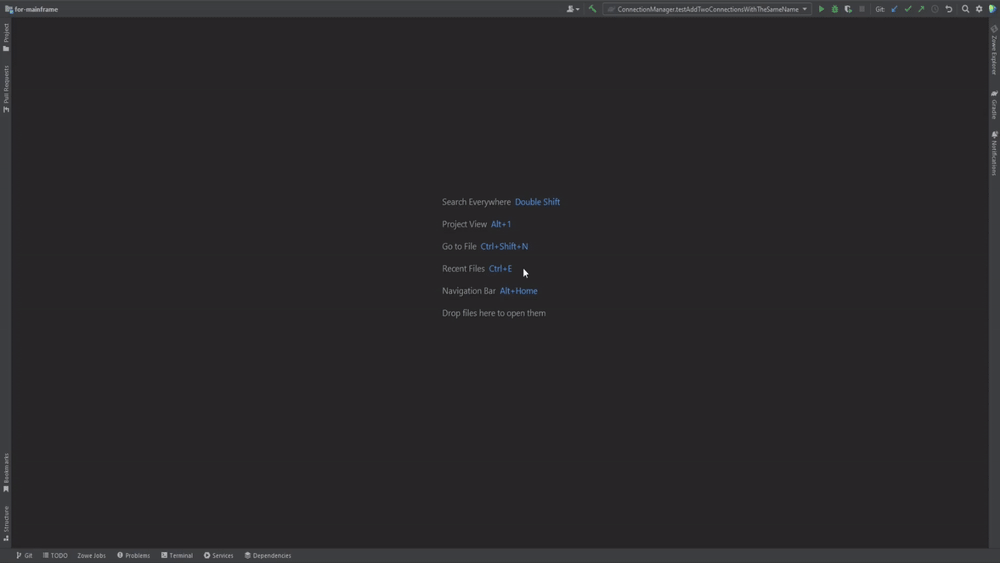 for-mainframe
ConnectionManager.testAddTwoConnectionsWithTheSameName
Git:
Project
Pull Requests
Bookmarks
Structure
Search Everywhere Double Shift
Project View Alt+1
Go to File Ctrl+Shift+N
Recent Files Ctrl+E
Navigation Bar Alt+Home
Drop files here to open them
Zowe Explorer
Gradle
Notifications
Git TODO Zowe Jobs Problems Terminal Services Dependencies